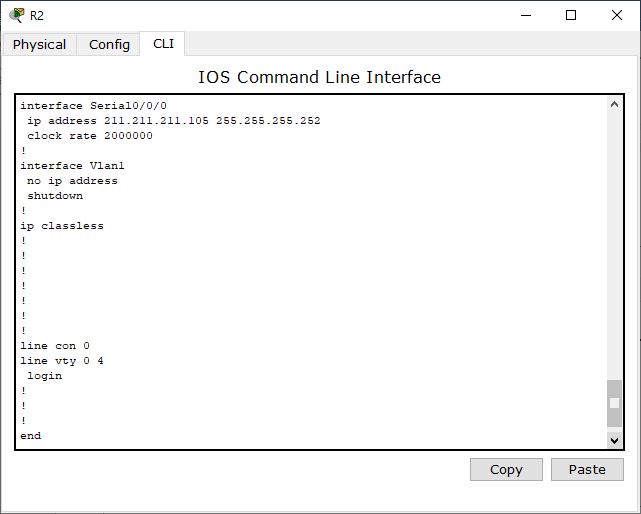 R2
Physical Config CLI
IOS Command Line Interface
interface Serial0/0/0
 ip address 211.211.211.105 255.255.255.252
 clock rate 2000000
!
interface Vlan1
 no ip address
 shutdown
!
ip classless
!
!
!
!
!
!
!
line con 0
line vty 0 4
 login
!
!
!
end
Copy Paste